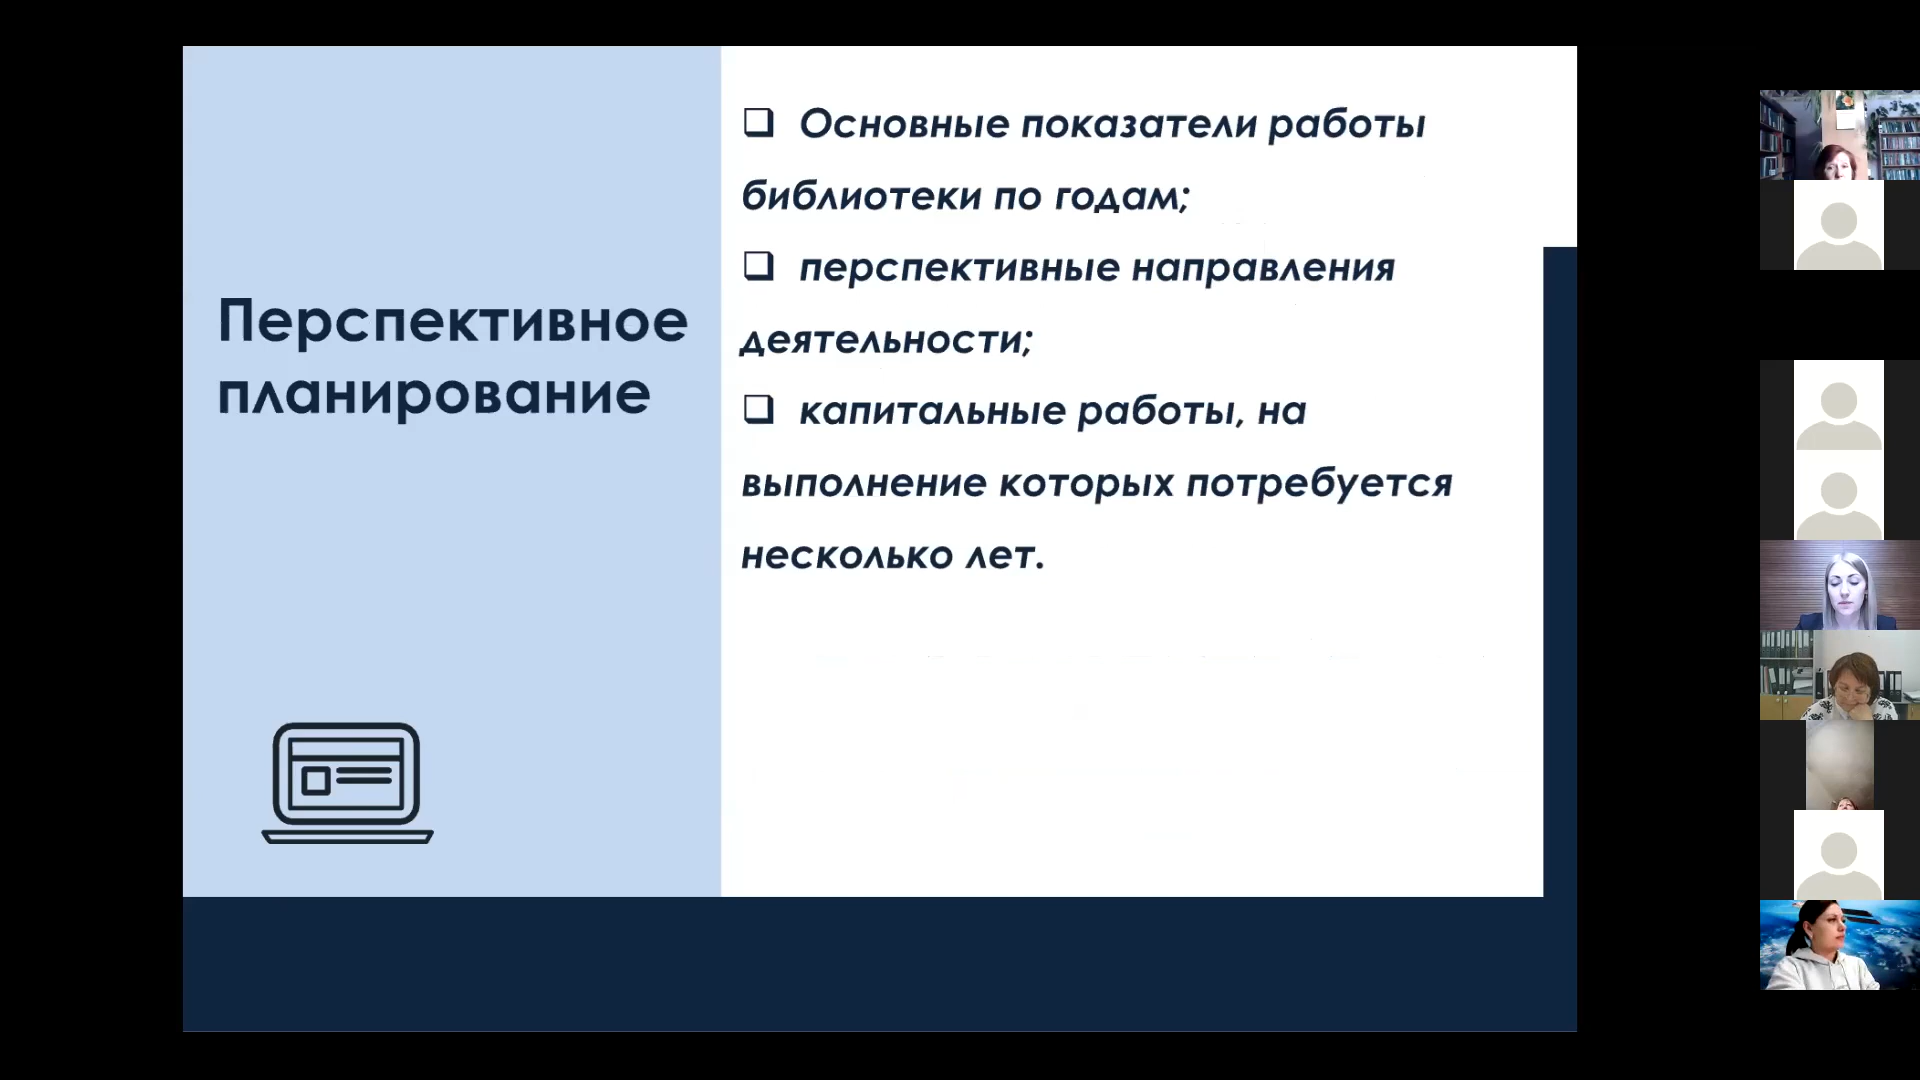 Перспективное
планирование
Основные показатели работы
библиотеки по годам;
перспективные направления
деятельности;
капитальные работы, на
выполнение которых потребуется
несколько лет.